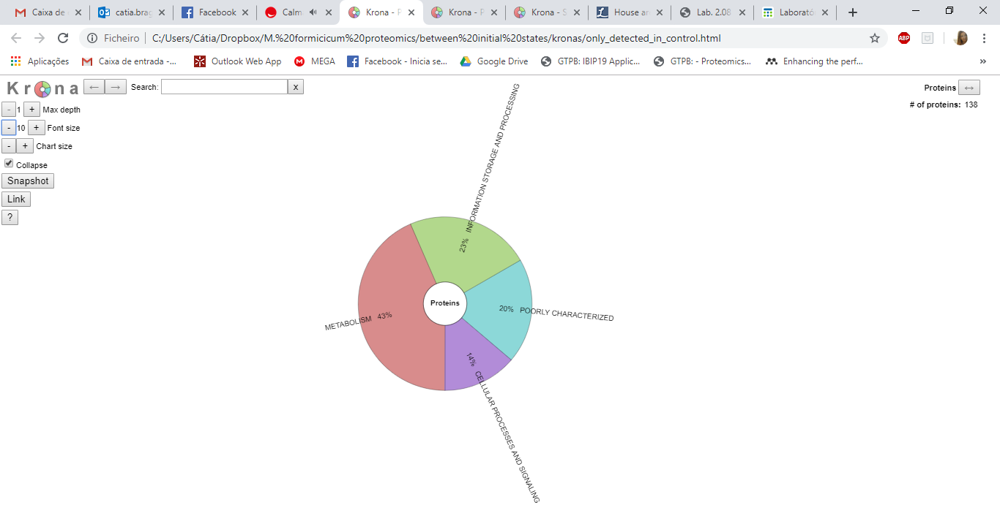 Caixa de
catia.brag
Facebook
Calm
Krona - P
Krona - P
Krona - S
House an
Lab. 2.08
Laborató
Ficheiro
C:/Users/Cátia/Dropbox/M.%20formicicum%20proteomics/between%20initial%20states/kronas/only_detected_in_control.html
ABP
Aplicações
Caixa de entrada -...
Outlook Web App
MEGA
Facebook - Inicia se...
Google Drive
GTPB: IBIP19 Applic...
GTPB: - Proteomics...
Enhancing the perf...
»
Krona
← → Search: x
Proteins ↔
- 1 + Max depth
# of proteins: 138
- 10 + Font size
- + Chart size
Collapse
Snapshot
Link
?
23% INFORMATION STORAGE AND PROCESSING
Proteins
20% POORLY CHARACTERIZED
METABOLISM 43%
14% CELLULAR PROCESSES AND SIGNALING